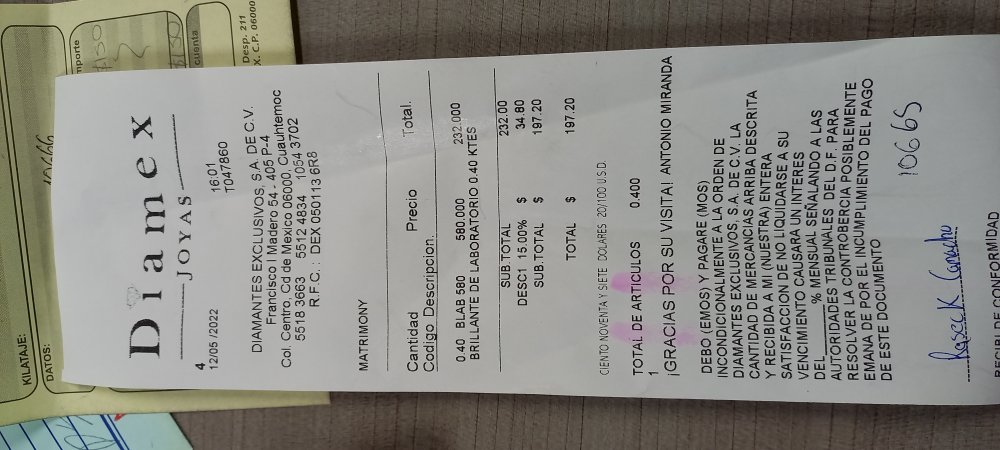 Diamex
JOYAS
4
12/05 /2022 16:01
T047860
DIAMANTES EXCLUSIVOS, S.A. DE C.V.
Francisco I Madero 54 - 405 P-4
Col. Centro, Cd de Mexico 06000, Cuauhtemoc
5518 3663 5512 4834 1054 3702
R.F.C. : DEX 050113 6R8
MATRIMONY
Cantidad Precio Total.
Codigo Descripcion.
0.40 BLAB 580 580.000 232.000
BRILLANTE DE LABORATORIO 0.40 KTES
SUB.TOTAL 232.00
DESC1 15.00% $ 34.80
SUB.TOTAL $ 197.20
TOTAL $ 197.20
CIENTO NOVENTA Y SIETE DOLARES 20/100 U.S.D.
TOTAL DE ARTICULOS 0.400
1
¡GRACIAS POR SU VISITA! ANTONIO MIRANDA
DEBO (EMOS) Y PAGARE (MOS)
INCONDICIONALMENTE A LA ORDEN DE
DIAMANTES EXCLUSIVOS, S.A. DE C.V. LA
CANTIDAD DE MERCANCIAS ARRIBA DESCRITA
Y RECIBIDA A MI (NUESTRA) ENTERA
SATISFACCION DE NO LIQUIDARSE A SU
VENCIMIENTO CAUSARA UN INTERES
DEL ______ % MENSUAL SEÑALANDO A LAS
AUTORIDADES TRIBUNALES DEL D.F. PARA
RESOLVER LA CONTROBERCIA POSIBLEMENTE
EMANA DE POR EL INCUMPLIMIENTO DEL PAGO
DE ESTE DOCUMENTO
10665
RECIBI DE CONFORMIDAD
KILATAJE:
DATOS:
10666
mporte
cuenta
Desp. 211
X. C.P. 06000